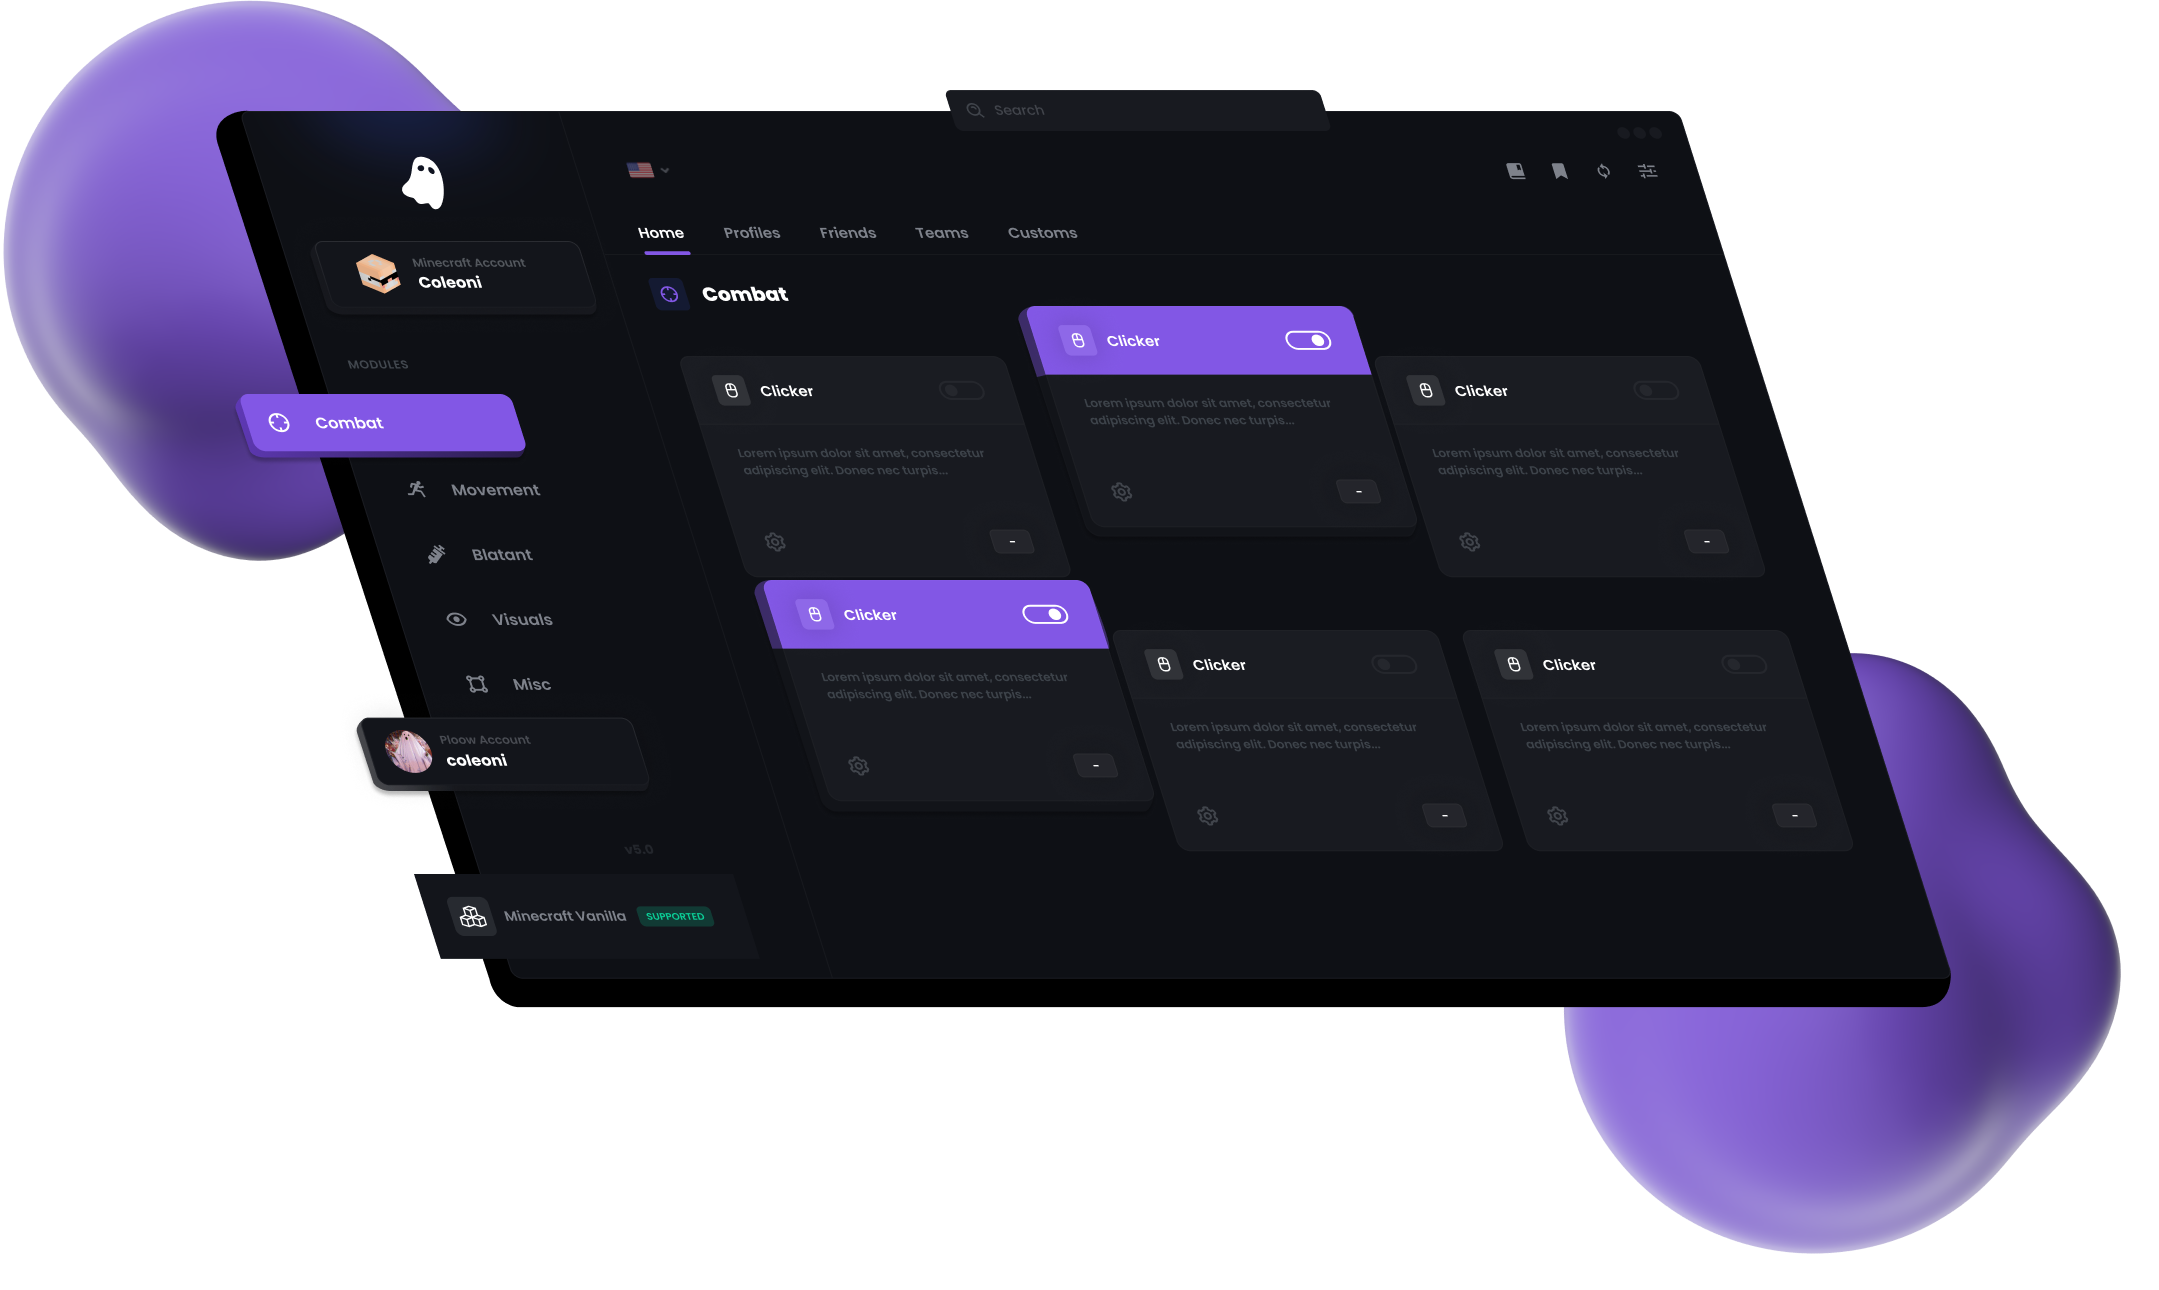 Search
Home
Profiles
Friends
Teams
Customs
Minecraft Account
Coleoni
MODULES
Combat
Movement
Blatant
Visuals
Misc
Ploow Account
coleoni
v5.0
Minecraft Vanilla
SUPPORTED
Combat
Clicker
Lorem ipsum dolor sit amet, consectetur
adipiscing elit. Donec nec turpis...
-
Clicker
Lorem ipsum dolor sit amet, consectetur
adipiscing elit. Donec nec turpis...
-
Clicker
Lorem ipsum dolor sit amet, consectetur
adipiscing elit. Donec nec turpis...
-
Clicker
Lorem ipsum dolor sit amet, consectetur
adipiscing elit. Donec nec turpis...
-
Clicker
Lorem ipsum dolor sit amet, consectetur
adipiscing elit. Donec nec turpis...
-
Clicker
Lorem ipsum dolor sit amet, consectetur
adipiscing elit. Donec nec turpis...
-